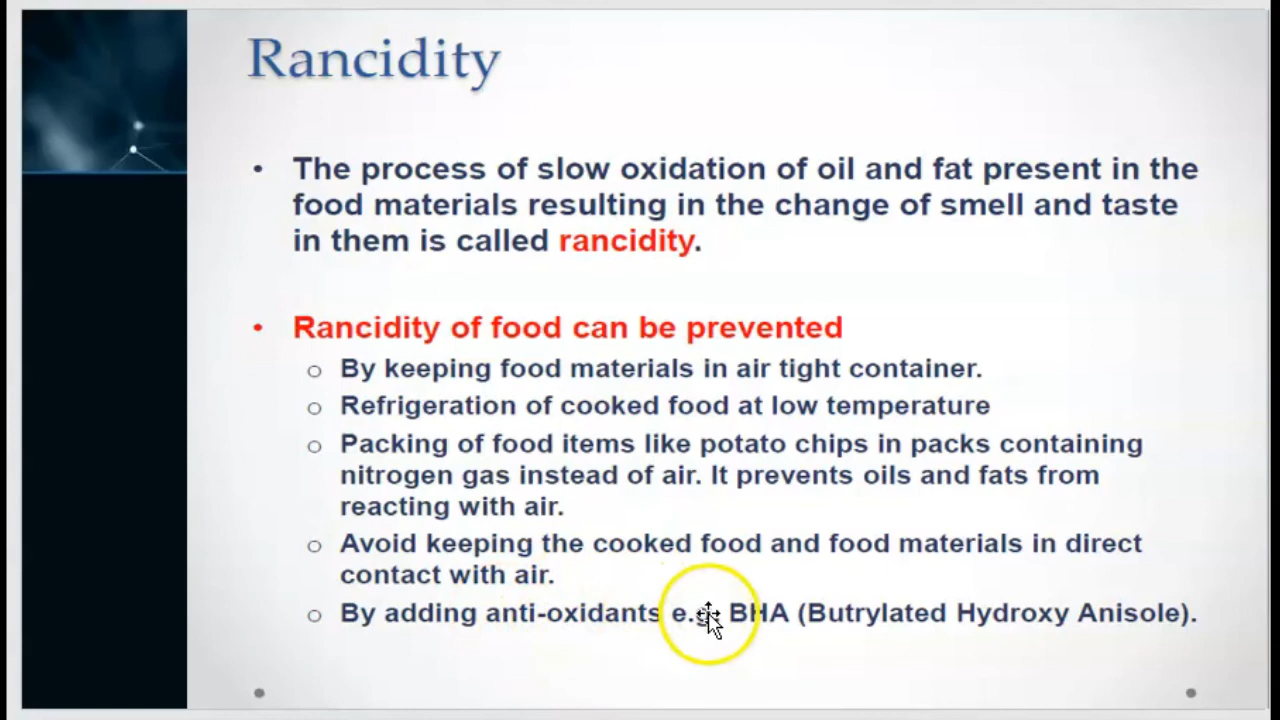 Rancidity
• The process of slow oxidation of oil and fat present in the
food materials resulting in the change of smell and taste
in them is called rancidity.
• Rancidity of food can be prevented
o By keeping food materials in air tight container.
o Refrigeration of cooked food at low temperature
o Packing of food items like potato chips in packs containing
nitrogen gas instead of air. It prevents oils and fats from
reacting with air.
o Avoid keeping the cooked food and food materials in direct
contact with air.
o By adding anti-oxidants e.g. BHA (Butrylated Hydroxy Anisole).